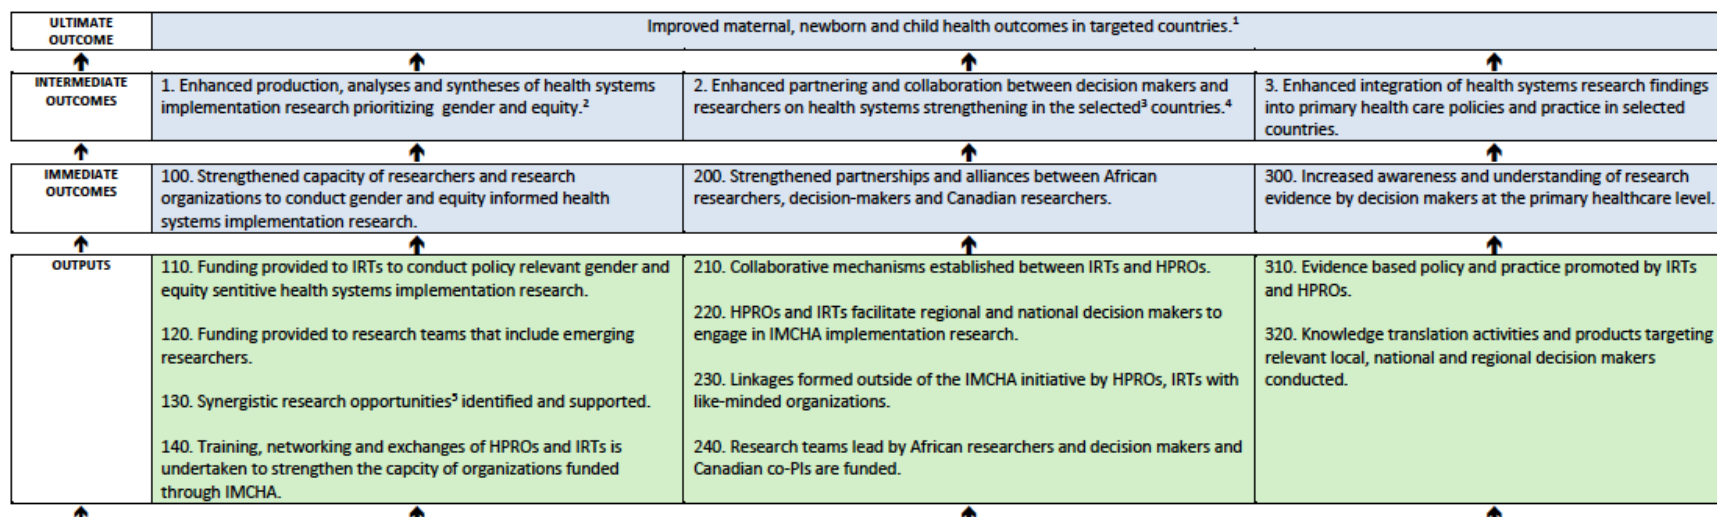 ULTIMATE
OUTCOME
Improved maternal, newborn and child health outcomes in targeted countries.¹
INTERMEDIATE
OUTCOMES
1. Enhanced production, analyses and syntheses of health systems
implementation research prioritizing gender and equity.²
2. Enhanced partnering and collaboration between decision makers and
researchers on health systems strengthening in the selected³ countries.⁴
3. Enhanced integration of health systems research findings
into primary health care policies and practice in selected
countries.
IMMEDIATE
OUTCOMES
100. Strengthened capacity of researchers and research
organizations to conduct gender and equity informed health
systems implementation research.
200. Strengthened partnerships and alliances between African
researchers, decision-makers and Canadian researchers.
300. Increased awareness and understanding of research
evidence by decision makers at the primary healthcare level.
OUTPUTS
110. Funding provided to IRTs to conduct policy relevant gender and
equity sentitive health systems implementation research.
120. Funding provided to research teams that include emerging
researchers.
130. Synergistic research opportunities⁵ identified and supported.
140. Training, networking and exchanges of HPROs and IRTs is
undertaken to strengthen the capcity of organizations funded
through IMCHA.
210. Collaborative mechanisms established between IRTs and HPROs.
220. HPROs and IRTs facilitate regional and national decision makers to
engage in IMCHA implementation research.
230. Linkages formed outside of the IMCHA initiative by HPROs, IRTs with
like-minded organizations.
240. Research teams lead by African researchers and decision makers and
Canadian co-PIs are funded.
310. Evidence based policy and practice promoted by IRTs
and HPROs.
320. Knowledge translation activities and products targeting
relevant local, national and regional decision makers
conducted.